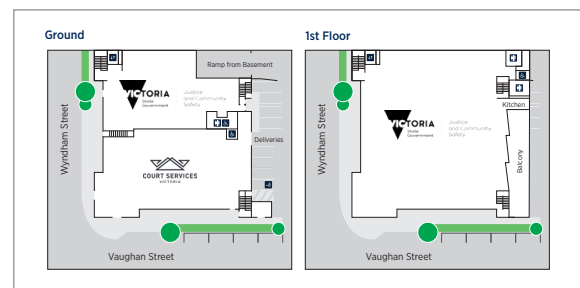 Ground
1st Floor
Ramp from Basement
VICTORIA
State
Government
Justice
and Community
Safety
Wyndham Street
Deliveries
COURT SERVICES
VICTORIA
Vaughan Street
Kitchen
VICTORIA
State
Government
Justice
and Community
Safety
Wyndham Street
Balcony
Vaughan Street